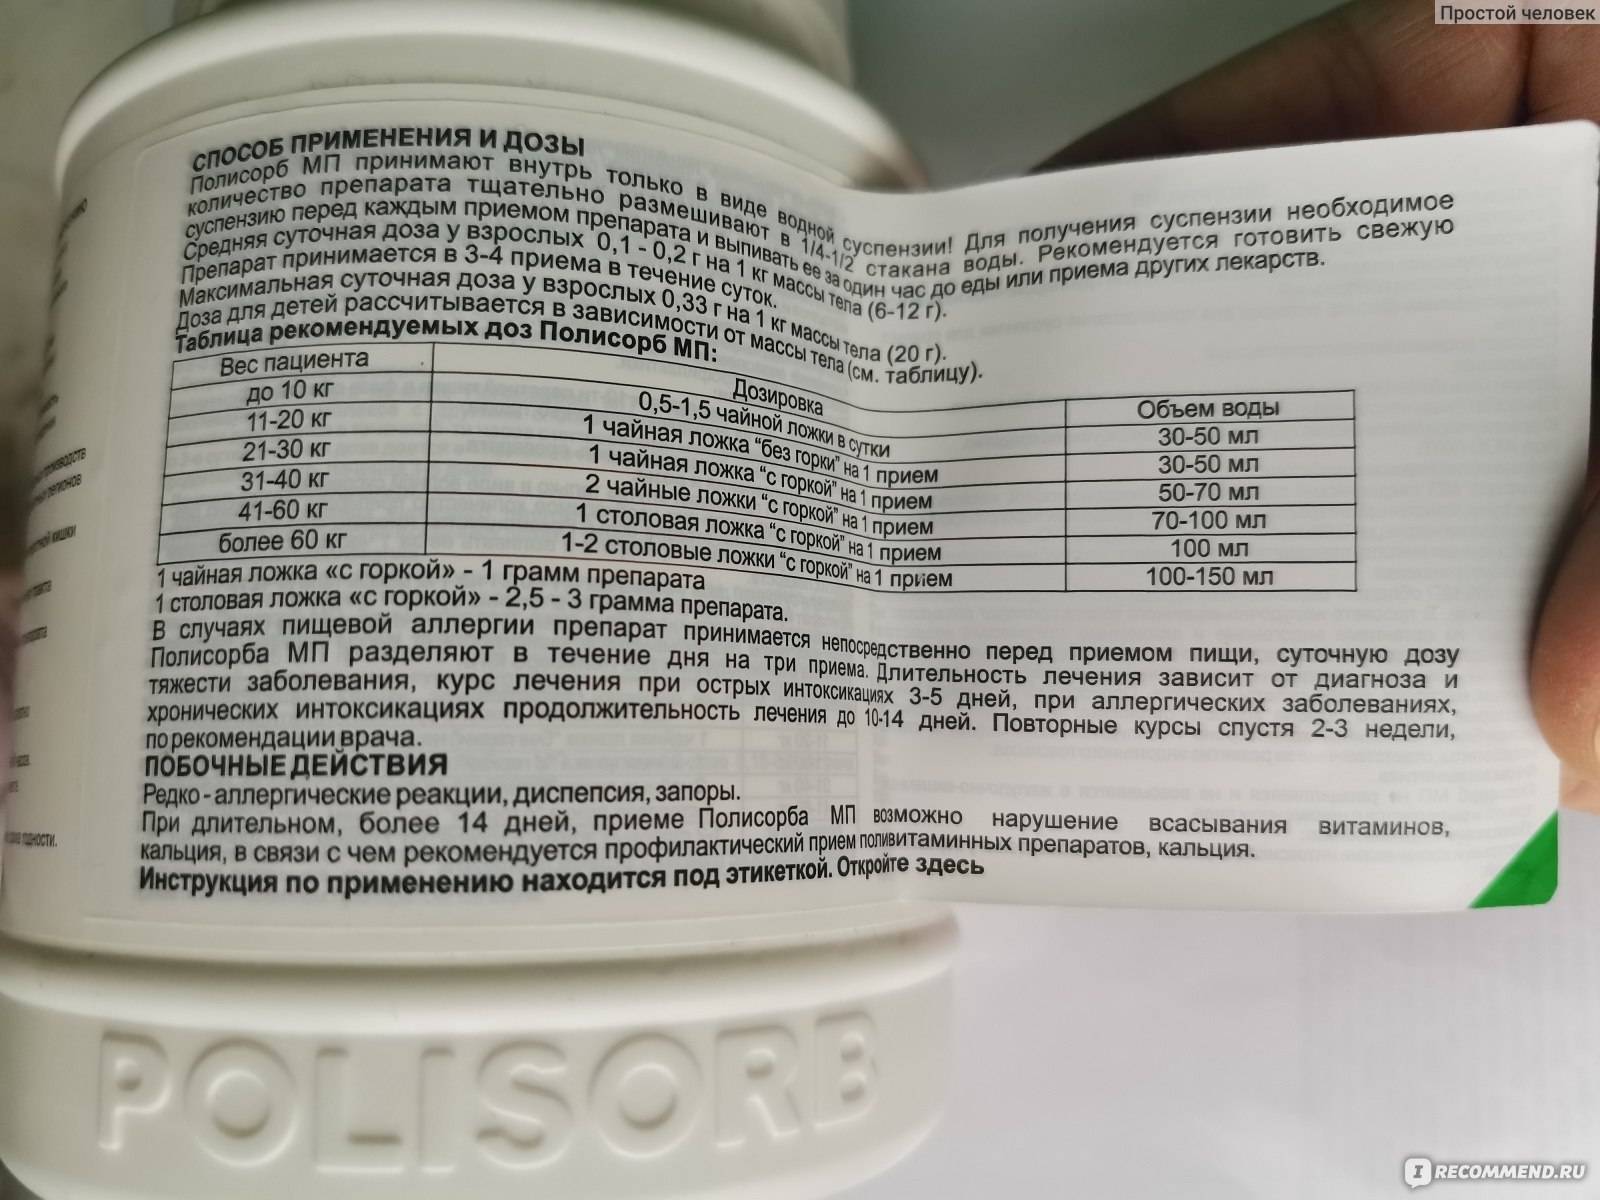 Простой человек
СПОСОБ ПРИМЕНЕНИЯ И ДОЗЫ
Полисорб МП принимают внутрь только в виде водной суспензии! Для получения суспензии необходимое
количество препарата тщательно размешивают в 1/4-1/2 стакана воды. Рекомендуется готовить свежую
суспензию перед каждым приемом препарата и выпивать ее за один час до еды или приема других лекарств.
Средняя суточная доза у взрослых 0,1 - 0,2 г на 1 кг массы тела (6-12 г).
Препарат принимается в 3-4 приема в течение суток.
Максимальная суточная доза у взрослых 0,33 г на 1 кг массы тела (20 г).
Доза для детей рассчитывается в зависимости от массы тела (см. таблицу).
Таблица рекомендуемых доз Полисорб МП:
Вес пациента Дозировка Объем воды
до 10 кг 0,5-1,5 чайной ложки в сутки 30-50 мл
11-20 кг 1 чайная ложка “без горки” на 1 прием 30-50 мл
21-30 кг 1 чайная ложка “с горкой” на 1 прием 50-70 мл
31-40 кг 2 чайные ложки “с горкой” на 1 прием 70-100 мл
41-60 кг 1 столовая ложка “с горкой” на 1 прием 100 мл
более 60 кг 1-2 столовые ложки “с горкой” на 1 прием 100-150 мл
1 чайная ложка «с горкой» - 1 грамм препарата
1 столовая ложка «с горкой» - 2,5 - 3 грамма препарата.
В случаях пищевой аллергии препарат принимается непосредственно перед приемом пищи, суточную дозу
Полисорба МП разделяют в течение дня на три приема. Длительность лечения зависит от диагноза и
тяжести заболевания, курс лечения при острых интоксикациях 3-5 дней, при аллергических заболеваниях,
хронических интоксикациях продолжительность лечения до 10-14 дней. Повторные курсы спустя 2-3 недели,
по рекомендации врача.
ПОБОЧНЫЕ ДЕЙСТВИЯ
Редко - аллергические реакции, диспепсия, запоры.
При длительном, более 14 дней, приеме Полисорба МП возможно нарушение всасывания витаминов,
кальция, в связи с чем рекомендуется профилактический прием поливитаминных препаратов, кальция.
Инструкция по применению находится под этикеткой. Откройте здесь
POLISORB
IRECOMMEND.RU